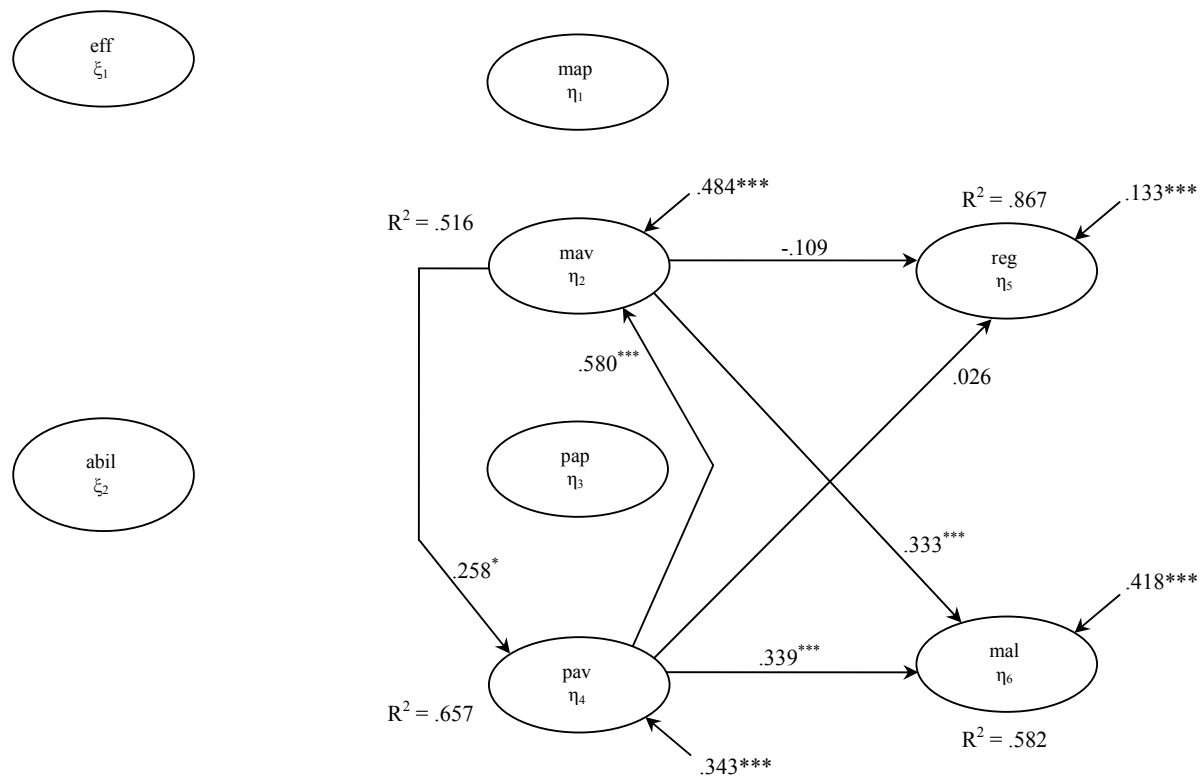 eff
ξ₁
map
η₁
.484***
R² = .867
.133***
R² = .516
mav
η₂
-.109
reg
η₅
.580***
.026
abil
ξ₂
pap
η₃
.258*
.333***
.418***
pav
η₄
.339***
mal
η₆
R² = .657
R² = .582
.343***